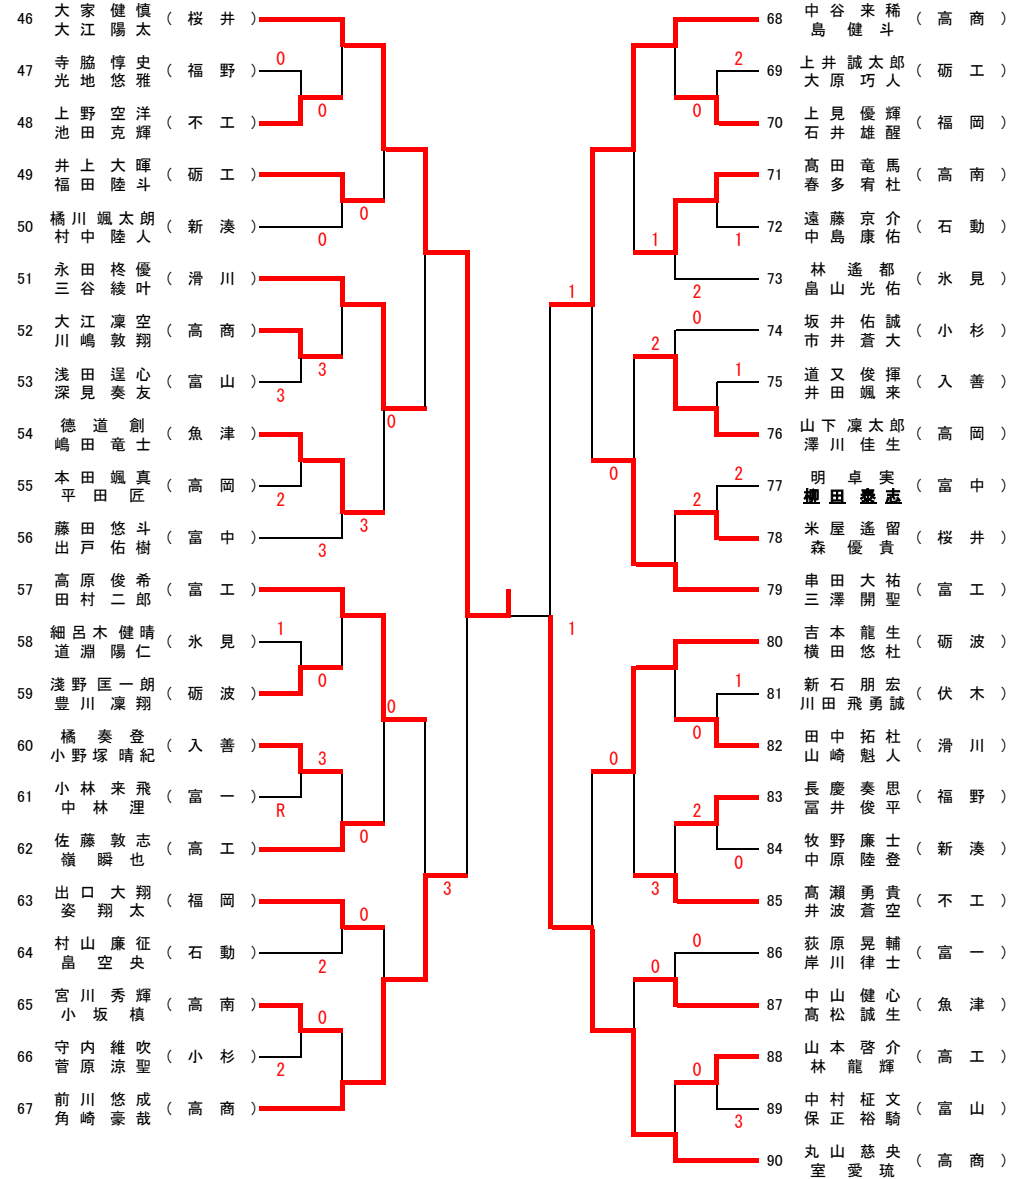 46 大家健慎 大江陽太 （桜井）
47 寺脇惇史 光地悠雅 （福野） 0
48 上野空洋 池田克輝 （不工） 0
49 井上大暉 福田陸斗 （砺工） 0
50 橘川颯太朗 村中陸人 （新湊） 0
51 永田柊優 三谷綾叶 （滑川）
52 大江凜空 川嶋敦翔 （高商） 3
53 浅田逞心 深見奏友 （富山） 3
0
54 德道創 嶋田竜士 （魚津）
55 本田颯真 平田匠 （高岡） 2
3
56 藤田悠斗 出戸佑樹 （富中） 3
57 高原俊希 田村二郎 （富工）
58 細呂木健晴 道淵陽仁 （氷見） 1
59 淺野匡一朗 豊川凜翔 （砺波） 0
0
60 橘奏登 小野塚晴紀 （入善） 3
61 小林来飛 中林浬 （富一） R
62 佐藤敦志 嶺瞬也 （高工） 0
3
63 出口大翔 姿翔太 （福岡） 0
64 村山廉征 畠空央 （石動） 2
65 宮川秀輝 小坂槙 （高南） 0
66 守内維吹 菅原涼聖 （小杉） 2
67 前川悠成 角崎豪哉 （高商）
68 中谷来稀 島健斗 （高商）
2 69 上井誠太郎 大原巧人 （砺工）
0 70 上見優輝 石井雄醒 （福岡）
71 髙田竜馬 春多宥杜 （高南）
1 72 遠藤京介 中島康佑 （石動）
1
2 73 林遙都 畠山光佑 （氷見）
1
0 74 坂井佑誠 市井蒼大 （小杉）
2
1 75 道又俊揮 井田颯来 （入善）
76 山下凜太郎 澤川佳生 （高岡）
0
2 77 明卓実 柳田泰志 （富中）
2 78 米屋遙留 森優貴 （桜井）
79 串田大祐 三澤開聖 （富工）
1
80 吉本龍生 横田悠杜 （砺波）
1 81 新石朋宏 川田飛勇誠 （伏木）
0 82 田中拓杜 山崎魁人 （滑川）
0
2 83 長慶奏思 冨井俊平 （福野）
0 84 牧野廉士 中原陸登 （新湊）
3 85 髙瀨勇貴 井波蒼空 （不工）
0 86 荻原晃輔 岸川律士 （富一）
0 87 中山健心 髙松誠生 （魚津）
0 88 山本啓介 林龍輝 （高工）
3 89 中村柾文 保正裕騎 （富山）
90 丸山慈央 室愛琉 （高商）